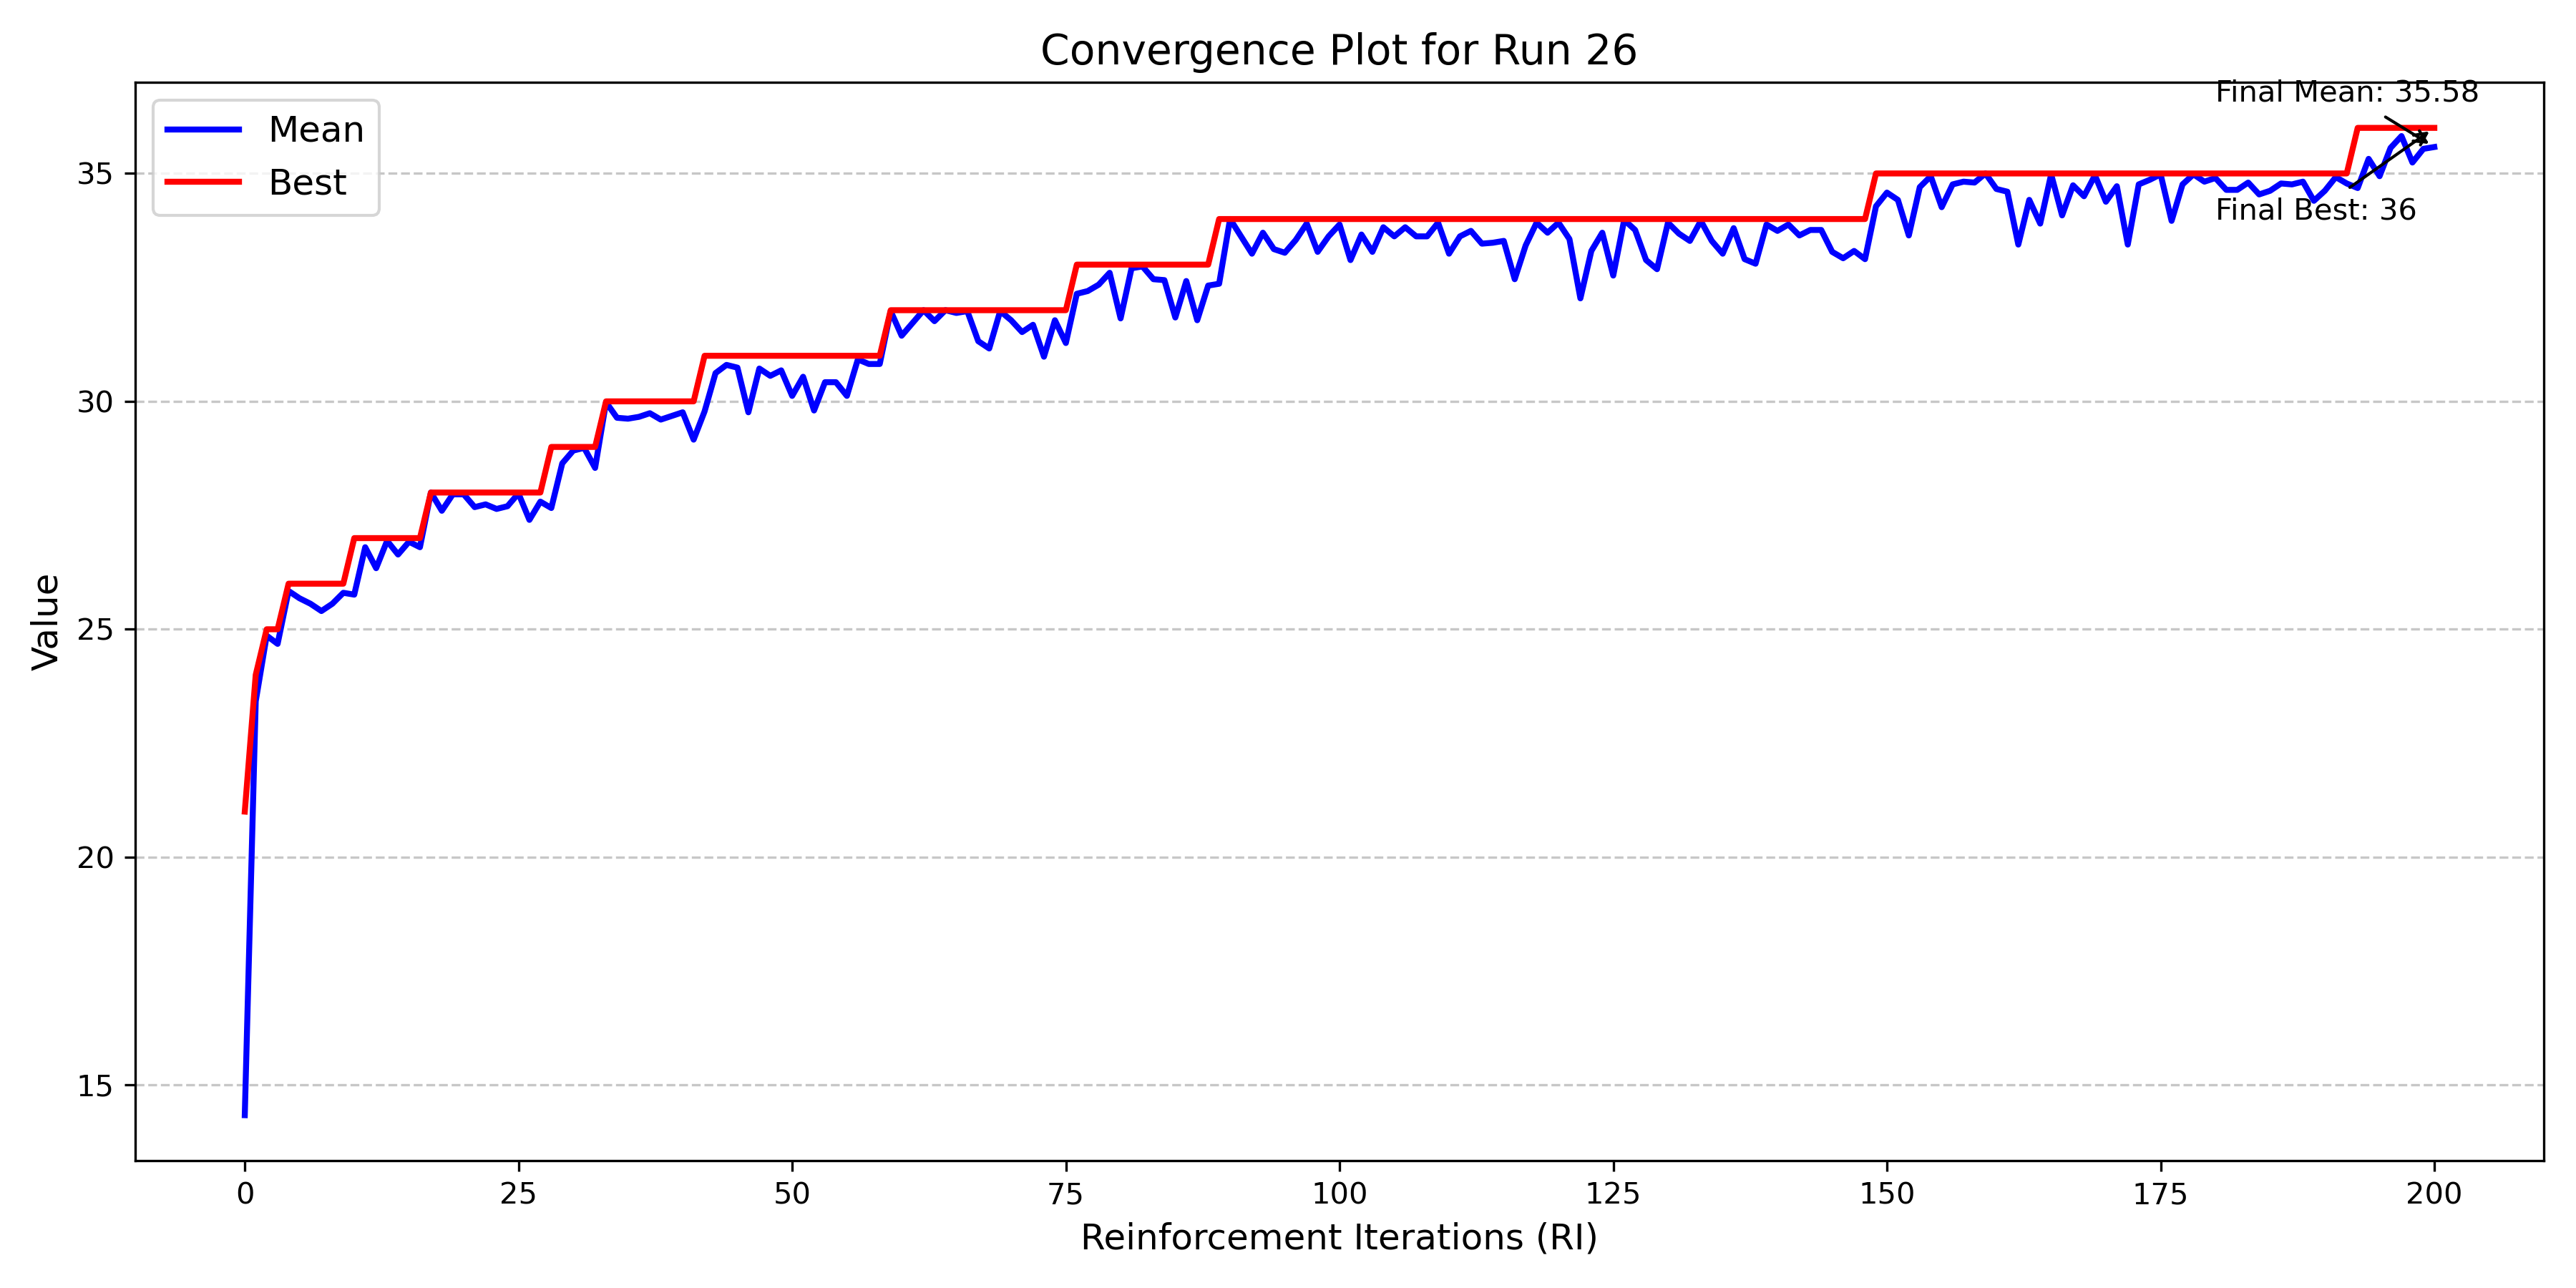 Convergence Plot for Run 26
Mean
Best
Final Mean: 35.58
Final Best: 36
Value
35
30
25
20
15
0
25
50
75
100
125
150
175
200
Reinforcement Iterations (RI)